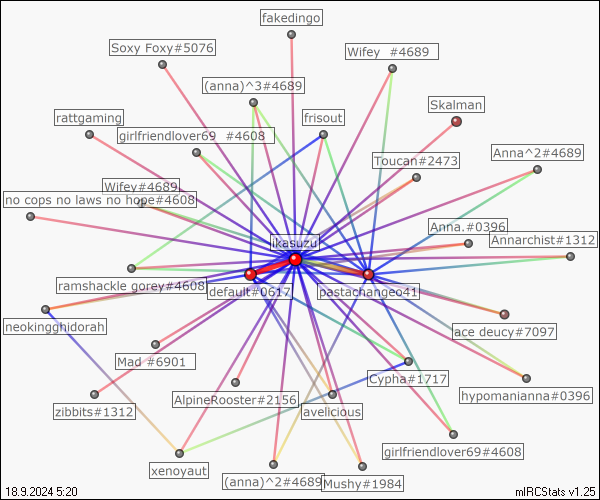 fakedingo
Soxy Foxy#5076
Wifey  #4689
(anna)^3#4689
Skalman
rattgaming
frisout
girlfriendlover69  #4608
Toucan#2473
Anna^2#4689
Wifey#4689
no cops no laws no hope#4608
Anna.#0396
ikasuzu
Annarchist#1312
ramshackle gorey#4608
default#0617
pastachangeo41
neokingghidorah
lace deucy#7097
Mad #6901
Cypha#1717
AlpineRooster#2156
hypomanianna#0396
zibbits#1312
avelicious
girlfriendlover69#4608
xenoyaut
(anna)^2#4689
Mushy#1984
18.9.2024 5:20
mIRCStats v1.25